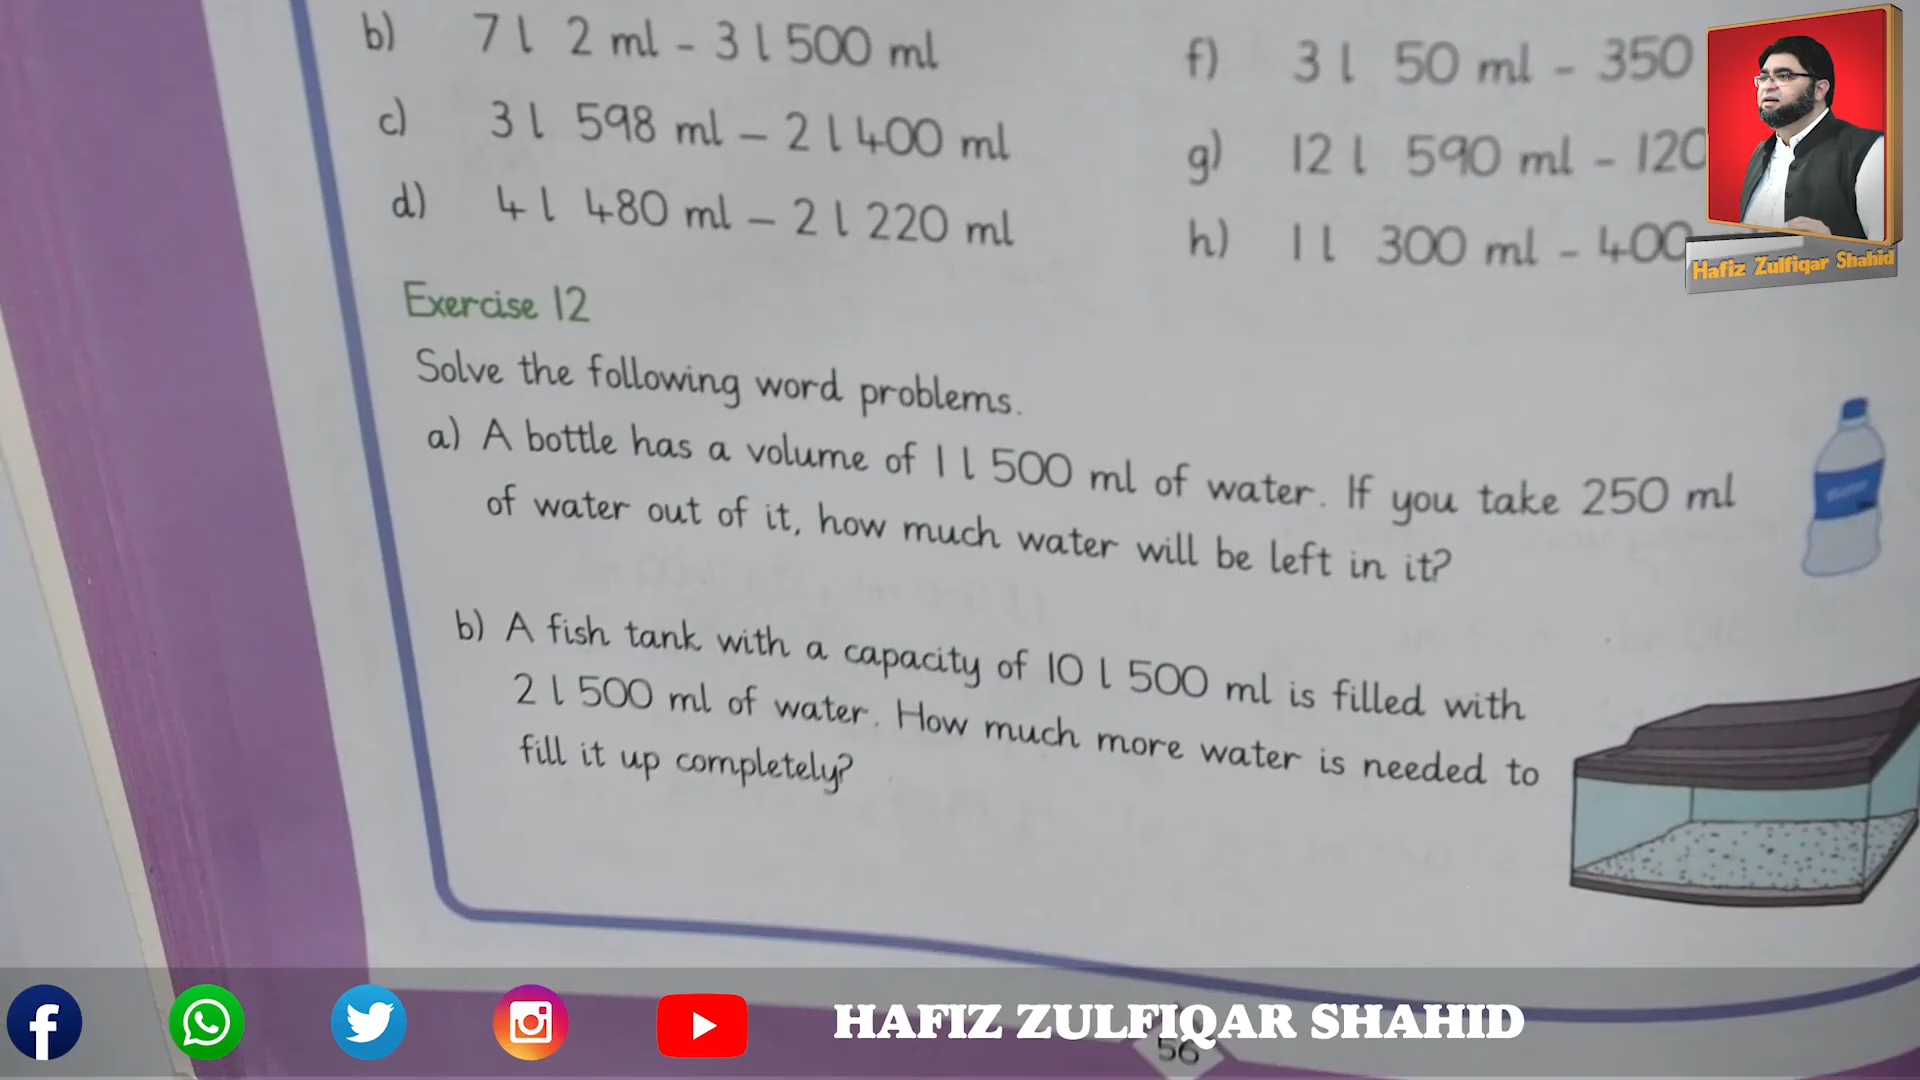 b) 7 l 2 ml - 3 l 500 ml
c) 3 l 598 ml – 2 l 400 ml
d) 4 l 480 ml – 2 l 220 ml
f) 3 l 50 ml - 350
g) 12 l 590 ml - 120
h) 1 l 300 ml - 400
Hafiz Zulfiqar Shahid
Exercise 12
Solve the following word problems.
a) A bottle has a volume of 1 l 500 ml of water. If you take 250 ml
of water out of it, how much water will be left in it?
b) A fish tank with a capacity of 10 l 500 ml is filled with
2 l 500 ml of water. How much more water is needed to
fill it up completely?
HAFIZ ZULFIQAR SHAHID
56